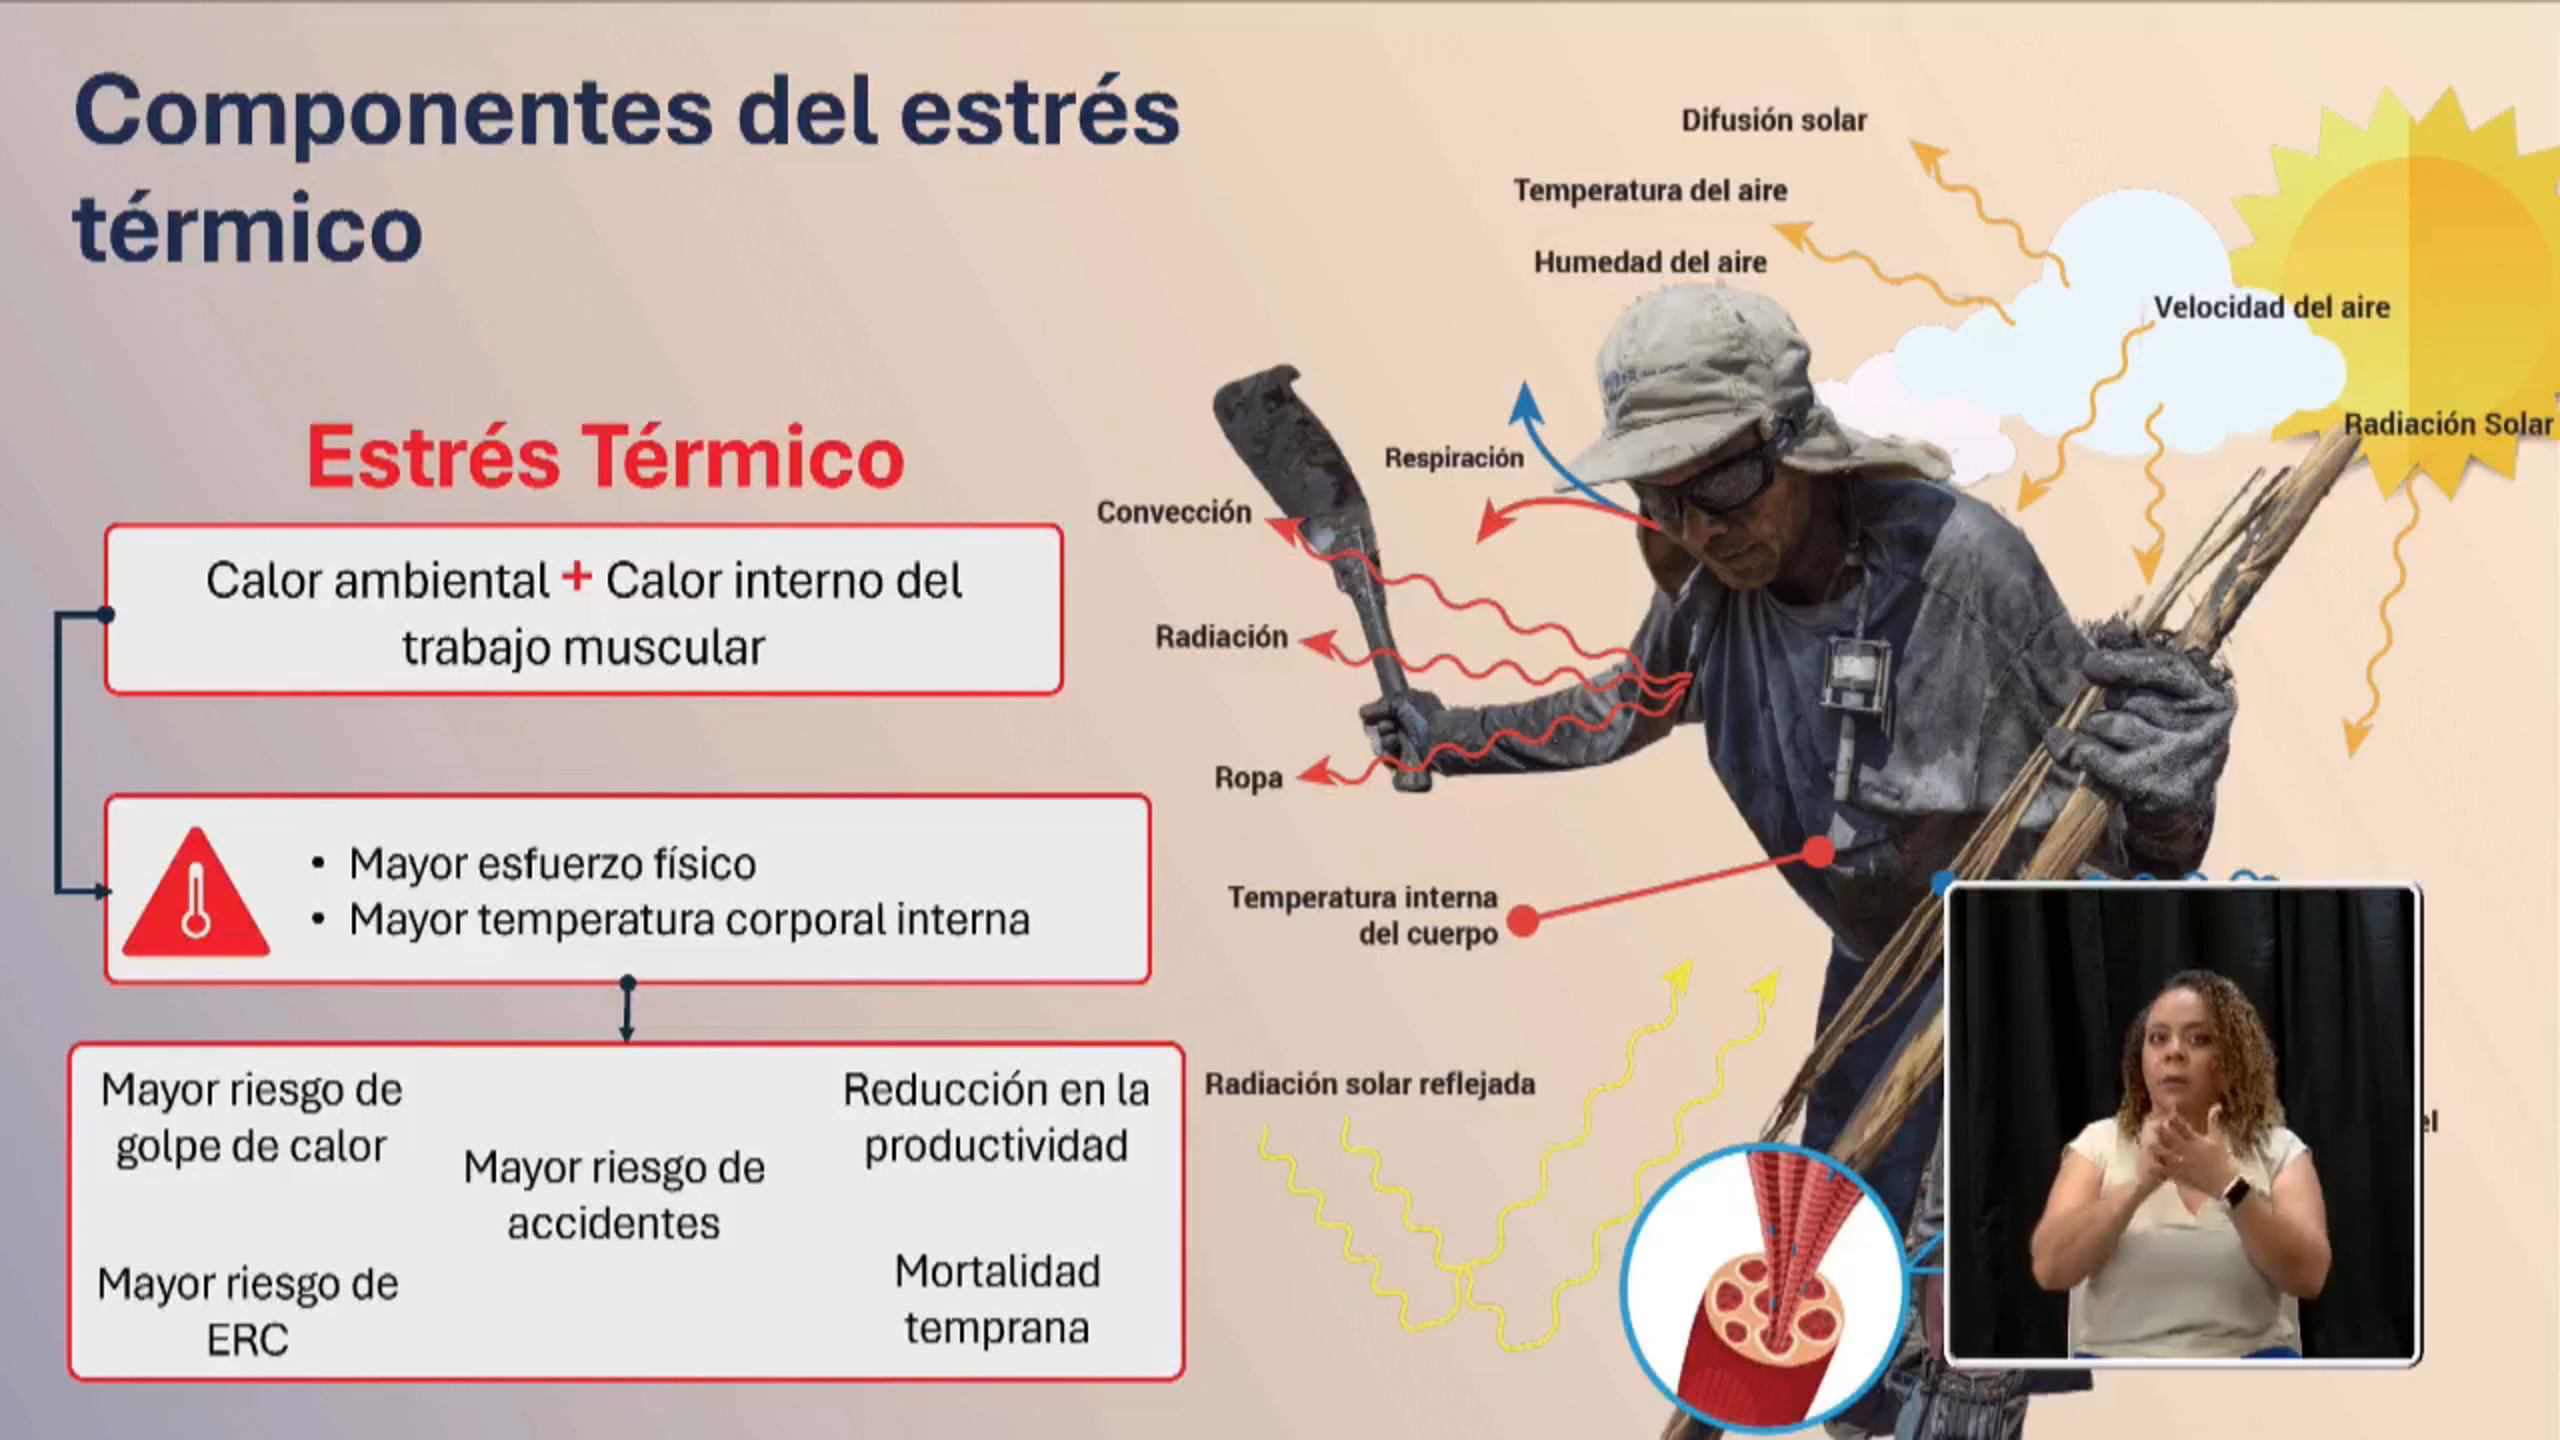 Componentes del estrés
térmico
Estrés Térmico
Calor ambiental + Calor interno del
trabajo muscular
• Mayor esfuerzo físico
• Mayor temperatura corporal interna
Mayor riesgo de
golpe de calor
Mayor riesgo de
accidentes
Reducción en la
productividad
Mayor riesgo de
ERC
Mortalidad
temprana
Difusión solar
Temperatura del aire
Humedad del aire
Velocidad del aire
Radiación Solar
Respiración
Convección
Radiación
Ropa
Temperatura interna
del cuerpo
Radiación solar reflejada